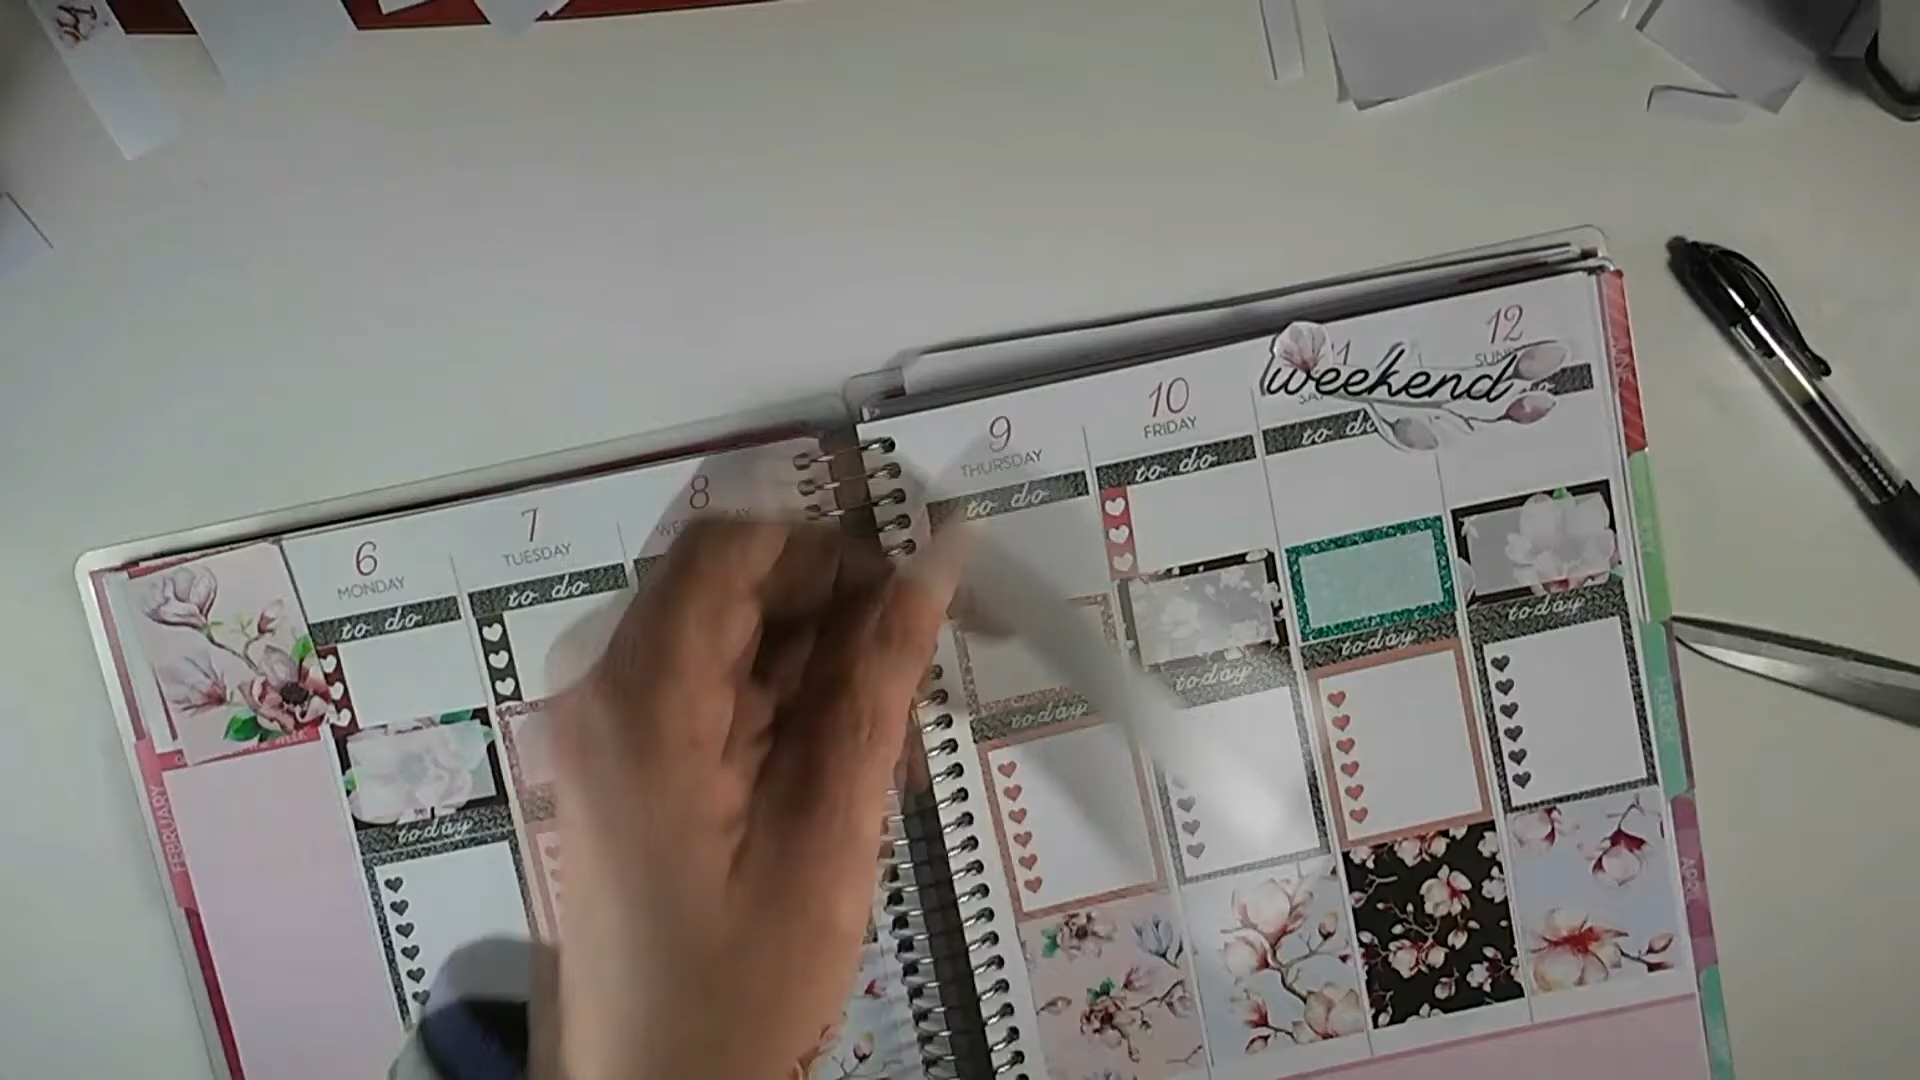 6
MONDAY
to do
today
7
TUESDAY
to do
8
9
THURSDAY
to do
today
10
FRIDAY
to do
today
weekend
to do
today
12
today
FEBRUARY